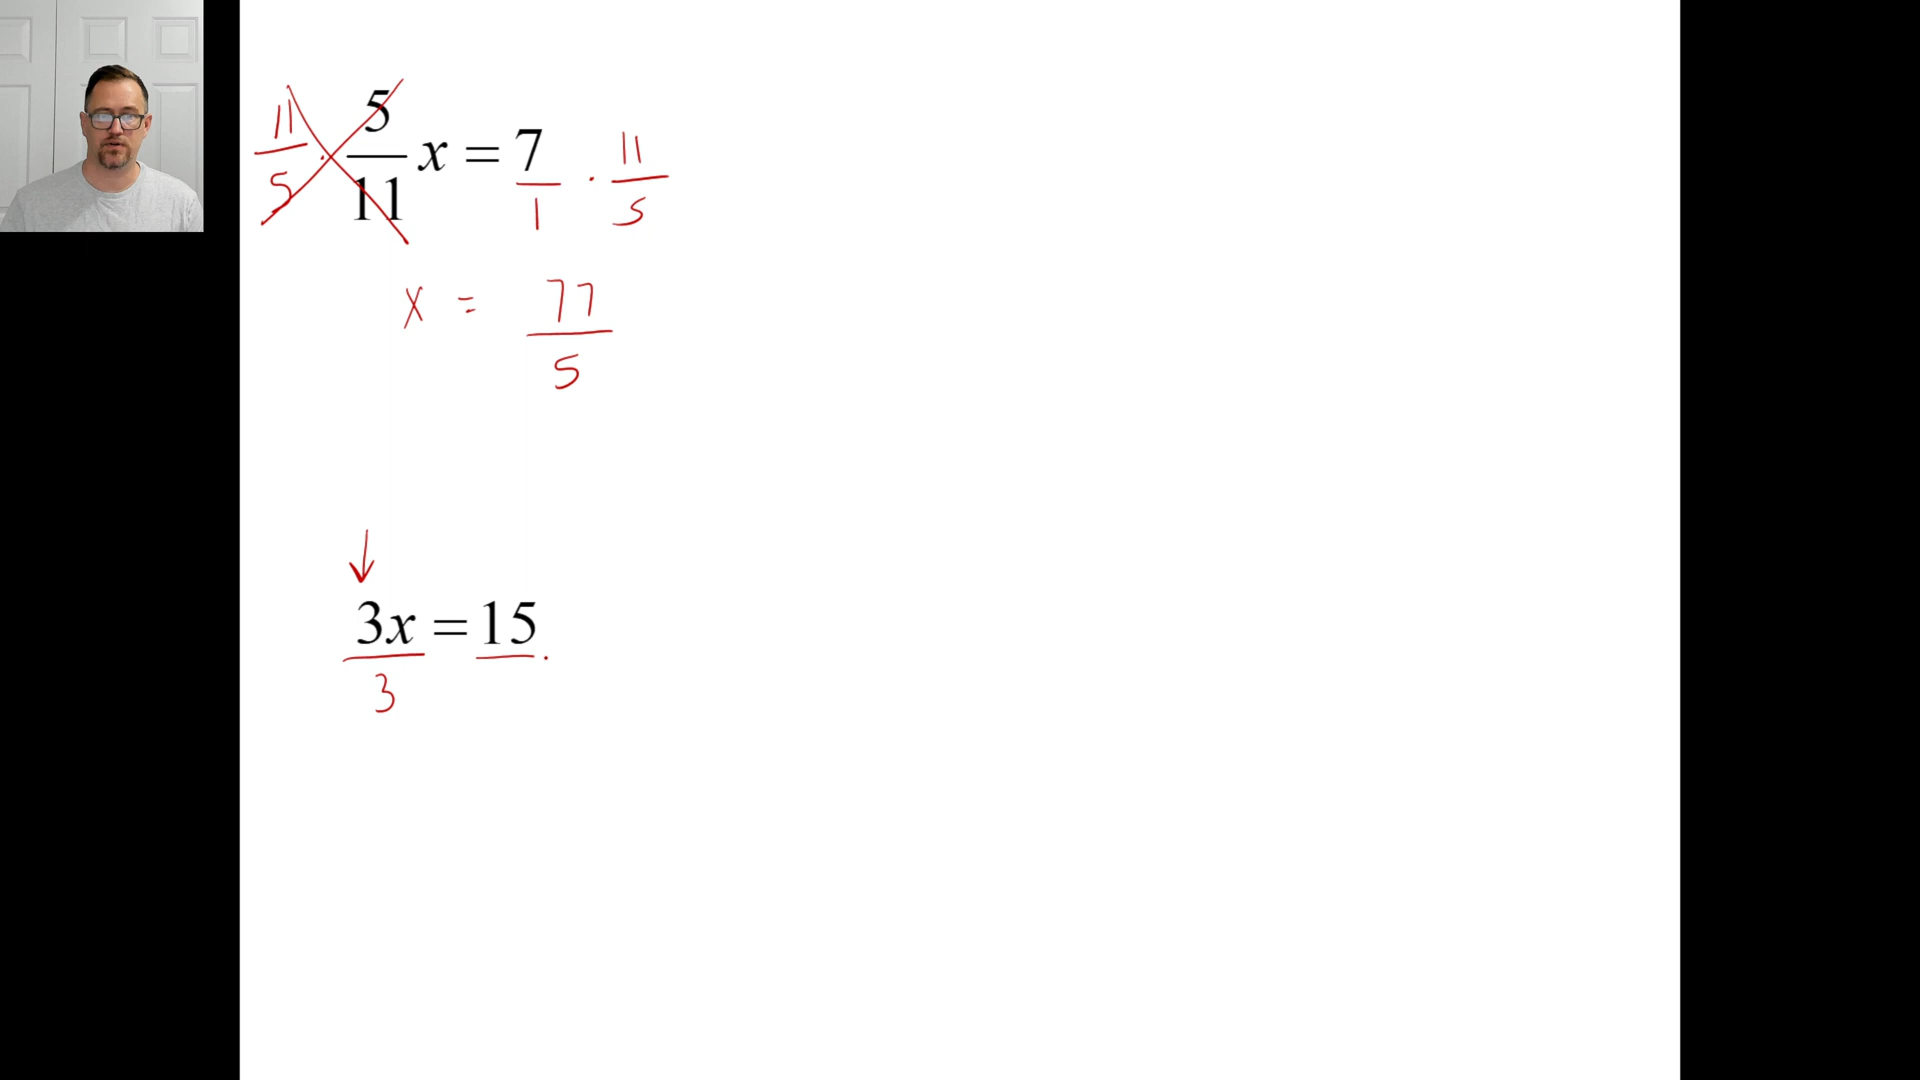 11/5 · 5/11 x = 7/1 · 11/5
x = 77/5
3x = 15
3